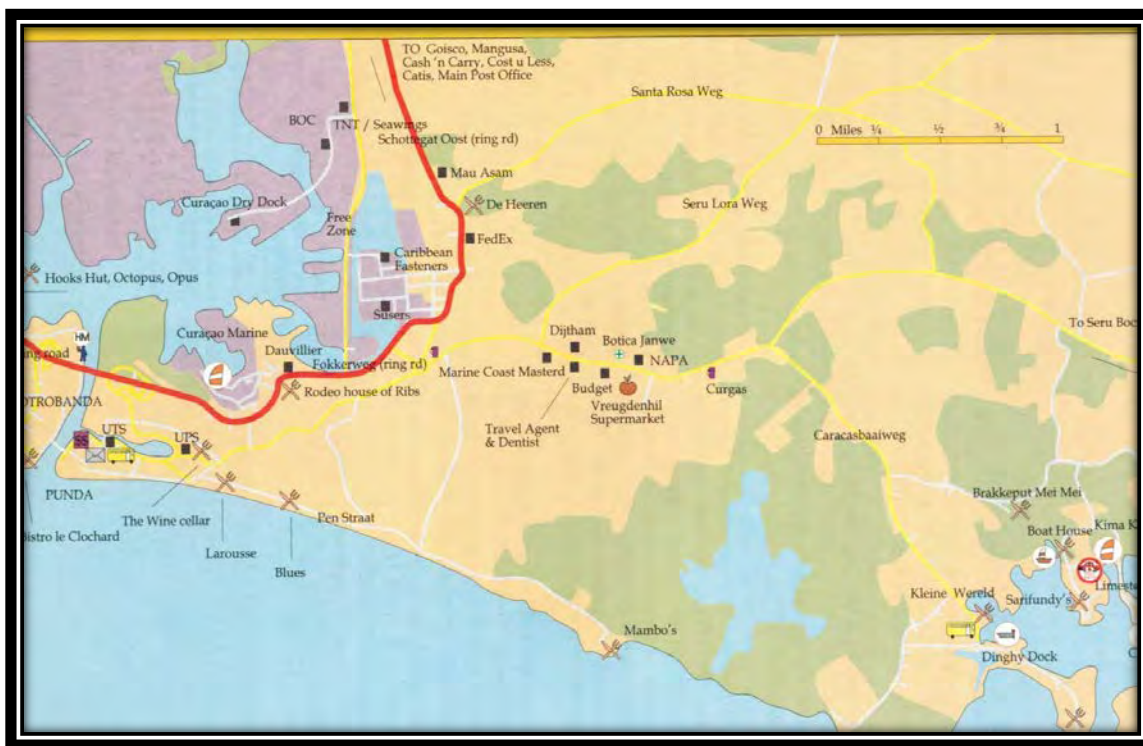 TO Goisco, Mangusa,
Cash 'n Carry, Cost u Less,
Catis, Main Post Office
Santa Rosa Weg
0 Miles ¼ ½ ¾ 1
BOC
TNT / Seawings
Schottegat Oost (ring rd)
Mau Asam
Curaçao Dry Dock
De Heeren
Seru Lora Weg
Free
Zone
FedEx
Caribbean
Fasteners
Hooks Hut, Octopus, Opus
Susers
Curaçao Marine
HM
To Seru Boc
ing road
Dauvillier
Fokkerweg (ring rd)
Dijtham
Botica Janwe
NAPA
Marine Coast Masterd
Rodeo house of Ribs
Budget
Curgas
OTROBANDA
Vreugdenhil
Supermarket
Travel Agent
& Dentist
SS
UTS
UPS
Caracasbaaiweg
PUNDA
The Wine cellar
Pen Straat
Brakkeput Mei Mei
Bistro le Clochard
Larousse
Blues
Boat House
Kima K
Kleine Wereld
Sarifundy's
Limeste
Mambo's
Dinghy Dock
C